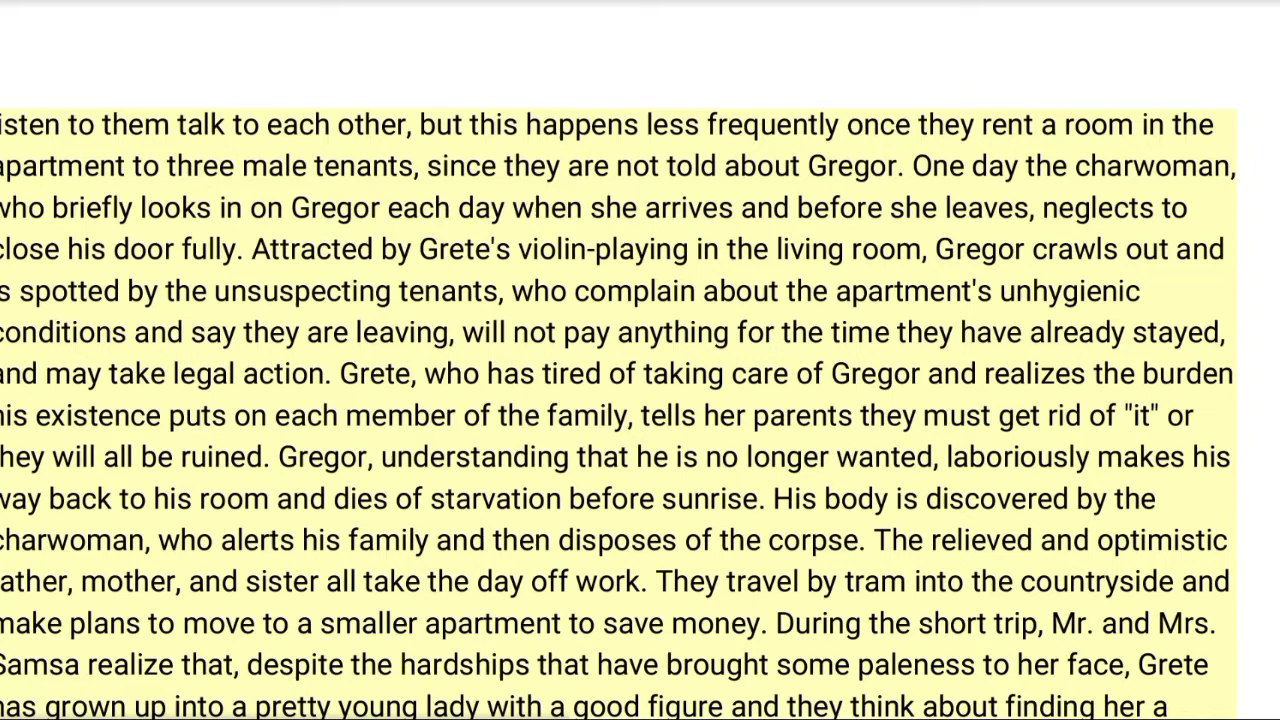 listen to them talk to each other, but this happens less frequently once they rent a room in the
apartment to three male tenants, since they are not told about Gregor. One day the charwoman,
who briefly looks in on Gregor each day when she arrives and before she leaves, neglects to
close his door fully. Attracted by Grete's violin-playing in the living room, Gregor crawls out and
is spotted by the unsuspecting tenants, who complain about the apartment's unhygienic
conditions and say they are leaving, will not pay anything for the time they have already stayed,
and may take legal action. Grete, who has tired of taking care of Gregor and realizes the burden
his existence puts on each member of the family, tells her parents they must get rid of "it" or
they will all be ruined. Gregor, understanding that he is no longer wanted, laboriously makes his
way back to his room and dies of starvation before sunrise. His body is discovered by the
charwoman, who alerts his family and then disposes of the corpse. The relieved and optimistic
father, mother, and sister all take the day off work. They travel by tram into the countryside and
make plans to move to a smaller apartment to save money. During the short trip, Mr. and Mrs.
Samsa realize that, despite the hardships that have brought some paleness to her face, Grete
has grown up into a pretty young lady with a good figure and they think about finding her a